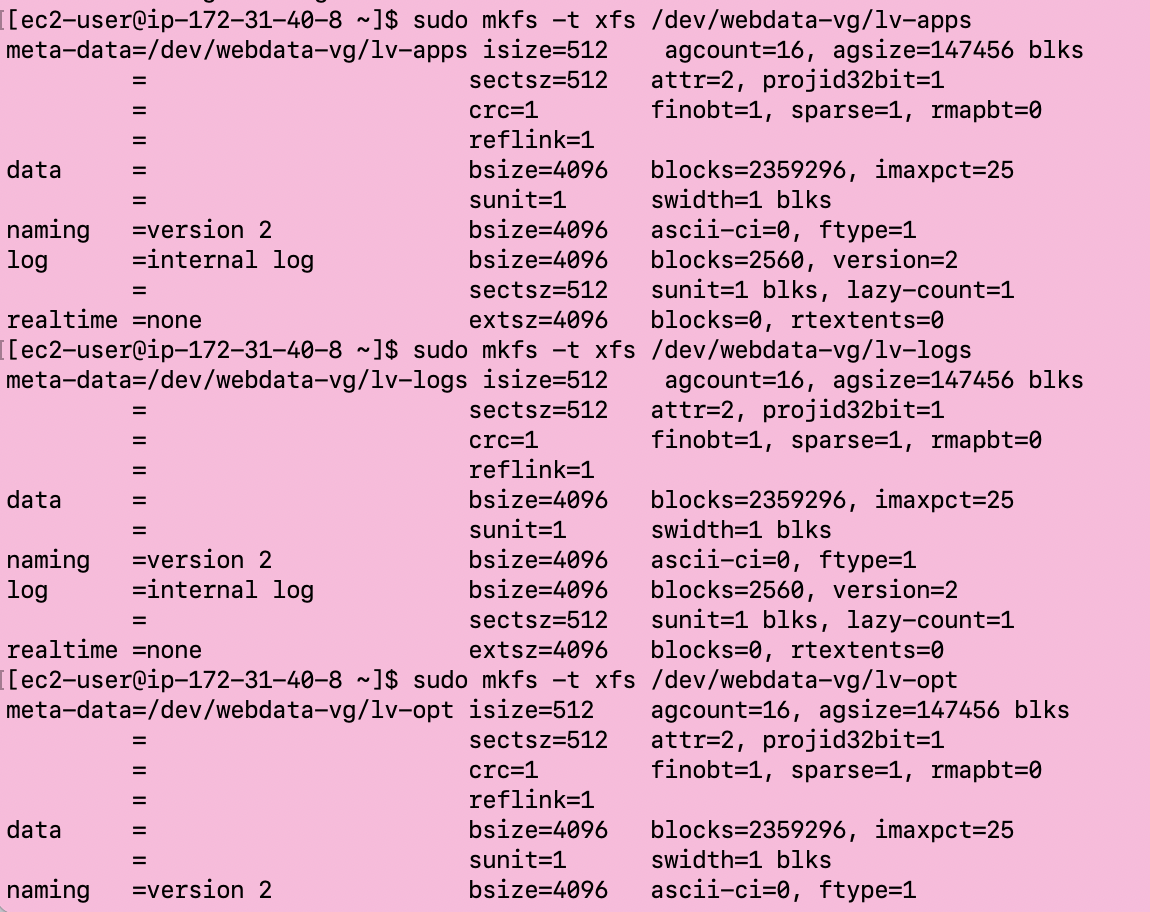 [[ec2-user@ip-172-31-40-8 ~]$ sudo mkfs -t xfs /dev/webdata-vg/lv-apps
meta-data=/dev/webdata-vg/lv-apps isize=512    agcount=16, agsize=147456 blks
         =                       sectsz=512   attr=2, projid32bit=1
         =                       crc=1        finobt=1, sparse=1, rmapbt=0
         =                       reflink=1
data     =                       bsize=4096   blocks=2359296, imaxpct=25
         =                       sunit=1      swidth=1 blks
naming   =version 2              bsize=4096   ascii-ci=0, ftype=1
log      =internal log           bsize=4096   blocks=2560, version=2
         =                       sectsz=512   sunit=1 blks, lazy-count=1
realtime =none                   extsz=4096   blocks=0, rtextents=0
[[ec2-user@ip-172-31-40-8 ~]$ sudo mkfs -t xfs /dev/webdata-vg/lv-logs
meta-data=/dev/webdata-vg/lv-logs isize=512    agcount=16, agsize=147456 blks
         =                       sectsz=512   attr=2, projid32bit=1
         =                       crc=1        finobt=1, sparse=1, rmapbt=0
         =                       reflink=1
data     =                       bsize=4096   blocks=2359296, imaxpct=25
         =                       sunit=1      swidth=1 blks
naming   =version 2              bsize=4096   ascii-ci=0, ftype=1
log      =internal log           bsize=4096   blocks=2560, version=2
         =                       sectsz=512   sunit=1 blks, lazy-count=1
realtime =none                   extsz=4096   blocks=0, rtextents=0
[[ec2-user@ip-172-31-40-8 ~]$ sudo mkfs -t xfs /dev/webdata-vg/lv-opt
meta-data=/dev/webdata-vg/lv-opt isize=512    agcount=16, agsize=147456 blks
         =                       sectsz=512   attr=2, projid32bit=1
         =                       crc=1        finobt=1, sparse=1, rmapbt=0
         =                       reflink=1
data     =                       bsize=4096   blocks=2359296, imaxpct=25
         =                       sunit=1      swidth=1 blks
naming   =version 2              bsize=4096   ascii-ci=0, ftype=1